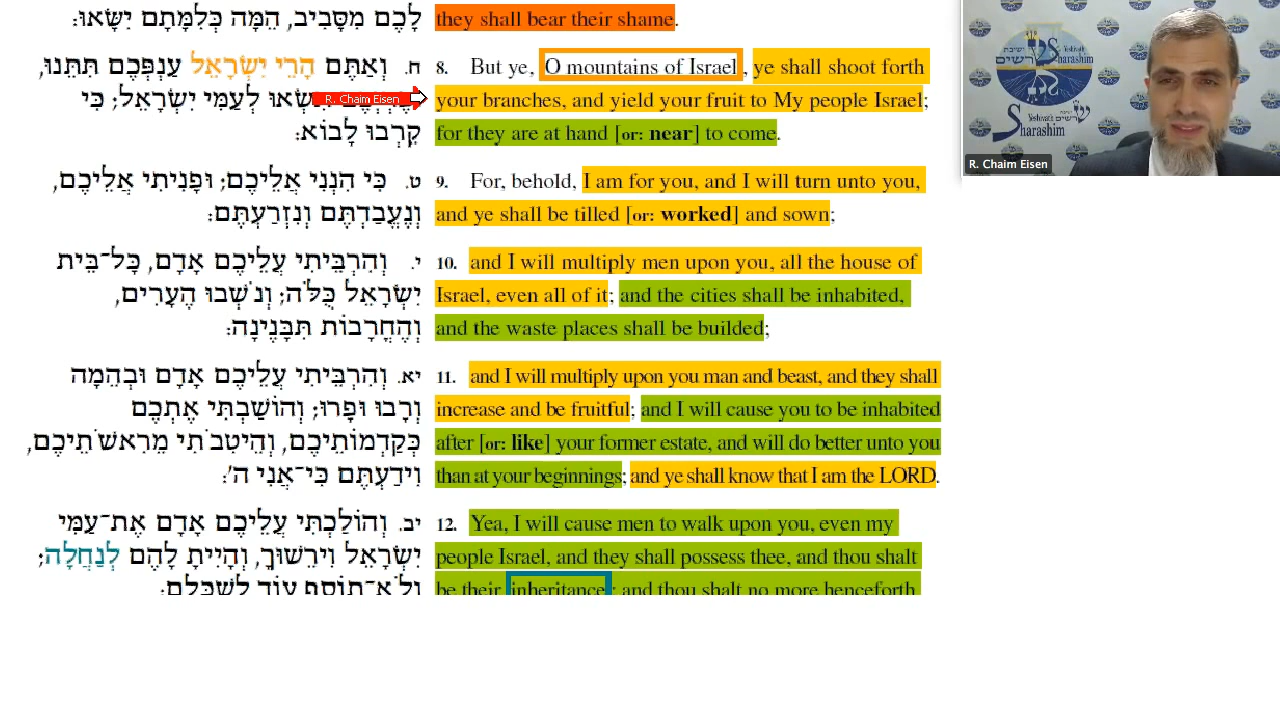 לָכֶם מִסָּבִיב, הֵמָּה כְּלִמָּתָם יִשָּׂאוּ:
they shall bear their shame.
ח. וְאַתֶּם הָרֵי יִשְׂרָאֵל עַנְפְּכֶם תִּתֵּנוּ,
שְׂאוּ לְעַמִּי יִשְׂרָאֵל; כִּי
קֵרְבוּ לָבוֹא:
R. Chaim Eisen
8. But ye, O mountains of Israel, ye shall shoot forth
your branches, and yield your fruit to My people Israel;
for they are at hand [or: near] to come.
ט. כִּי הִנְנִי אֲלֵיכֶם; וּפָנִיתִי אֲלֵיכֶם,
וְנֶעֱבַדְתֶּם וְנִזְרַעְתֶּם:
9. For, behold, I am for you, and I will turn unto you,
and ye shall be tilled [or: worked] and sown;
י. וְהִרְבֵּיתִי עֲלֵיכֶם אָדָם, כָּל־בֵּית
יִשְׂרָאֵל כֻּלֹּה; וְנֹשְׁבוּ הֶעָרִים,
וְהֶחֳרָבוֹת תִּבָּנֶינָה:
10. and I will multiply men upon you, all the house of
Israel, even all of it; and the cities shall be inhabited,
and the waste places shall be builded;
יא. וְהִרְבֵּיתִי עֲלֵיכֶם אָדָם וּבְהֵמָה
וְרָבוּ וּפָרוּ; וְהוֹשַׁבְתִּי אֶתְכֶם
כְּקַדְמוֹתֵיכֶם, וְהֵיטִבֹתִי מֵרִאשֹׁתֵיכֶם,
וִידַעְתֶּם כִּי־אֲנִי ה':
11. and I will multiply upon you man and beast, and they shall
increase and be fruitful; and I will cause you to be inhabited
after [or: like] your former estate, and will do better unto you
than at your beginnings; and ye shall know that I am the LORD.
יב. וְהוֹלַכְתִּי עֲלֵיכֶם אָדָם אֶת־עַמִּי
יִשְׂרָאֵל וִירֵשׁוּךָ, וְהָיִיתָ לָהֶם לְנַחֲלָה;
וְלֹא־תוֹסִף עוֹד לְשַׁכְּלָם:
12. Yea, I will cause men to walk upon you, even my
people Israel, and they shall possess thee, and thou shalt
be their inheritance; and thou shalt no more henceforth
Yeshivath
Sharashim
ישיבת
שרשים
R. Chaim Eisen